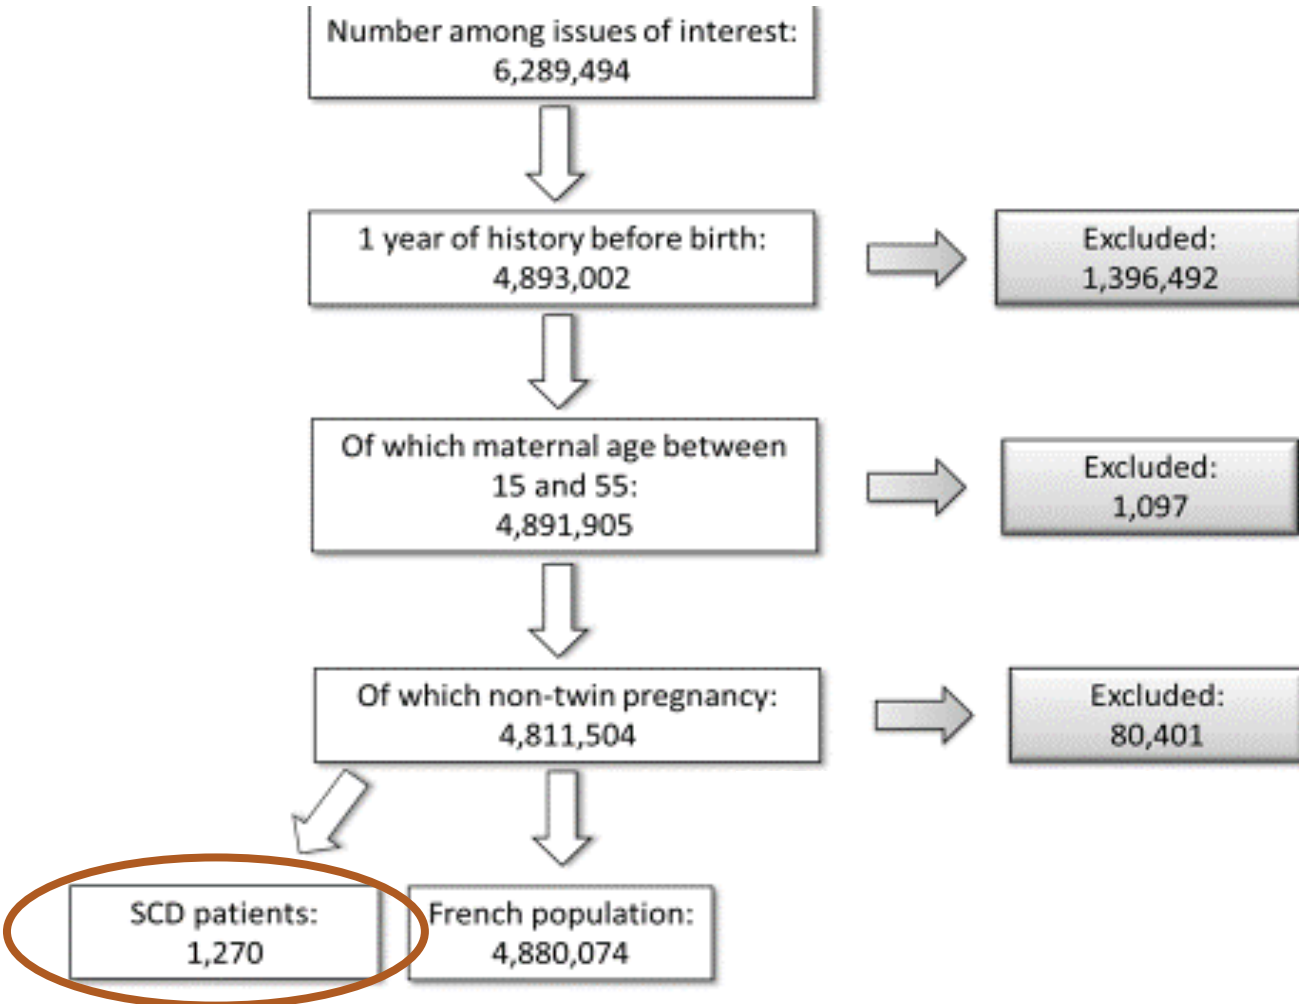 Number among issues of interest:
6,289,494
1 year of history before birth:
4,893,002
Excluded:
1,396,492
Of which maternal age between
15 and 55:
4,891,905
Excluded:
1,097
Of which non-twin pregnancy:
4,811,504
Excluded:
80,401
SCD patients:
1,270
French population:
4,880,074